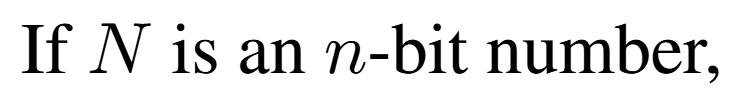 If N is an n-bit number,